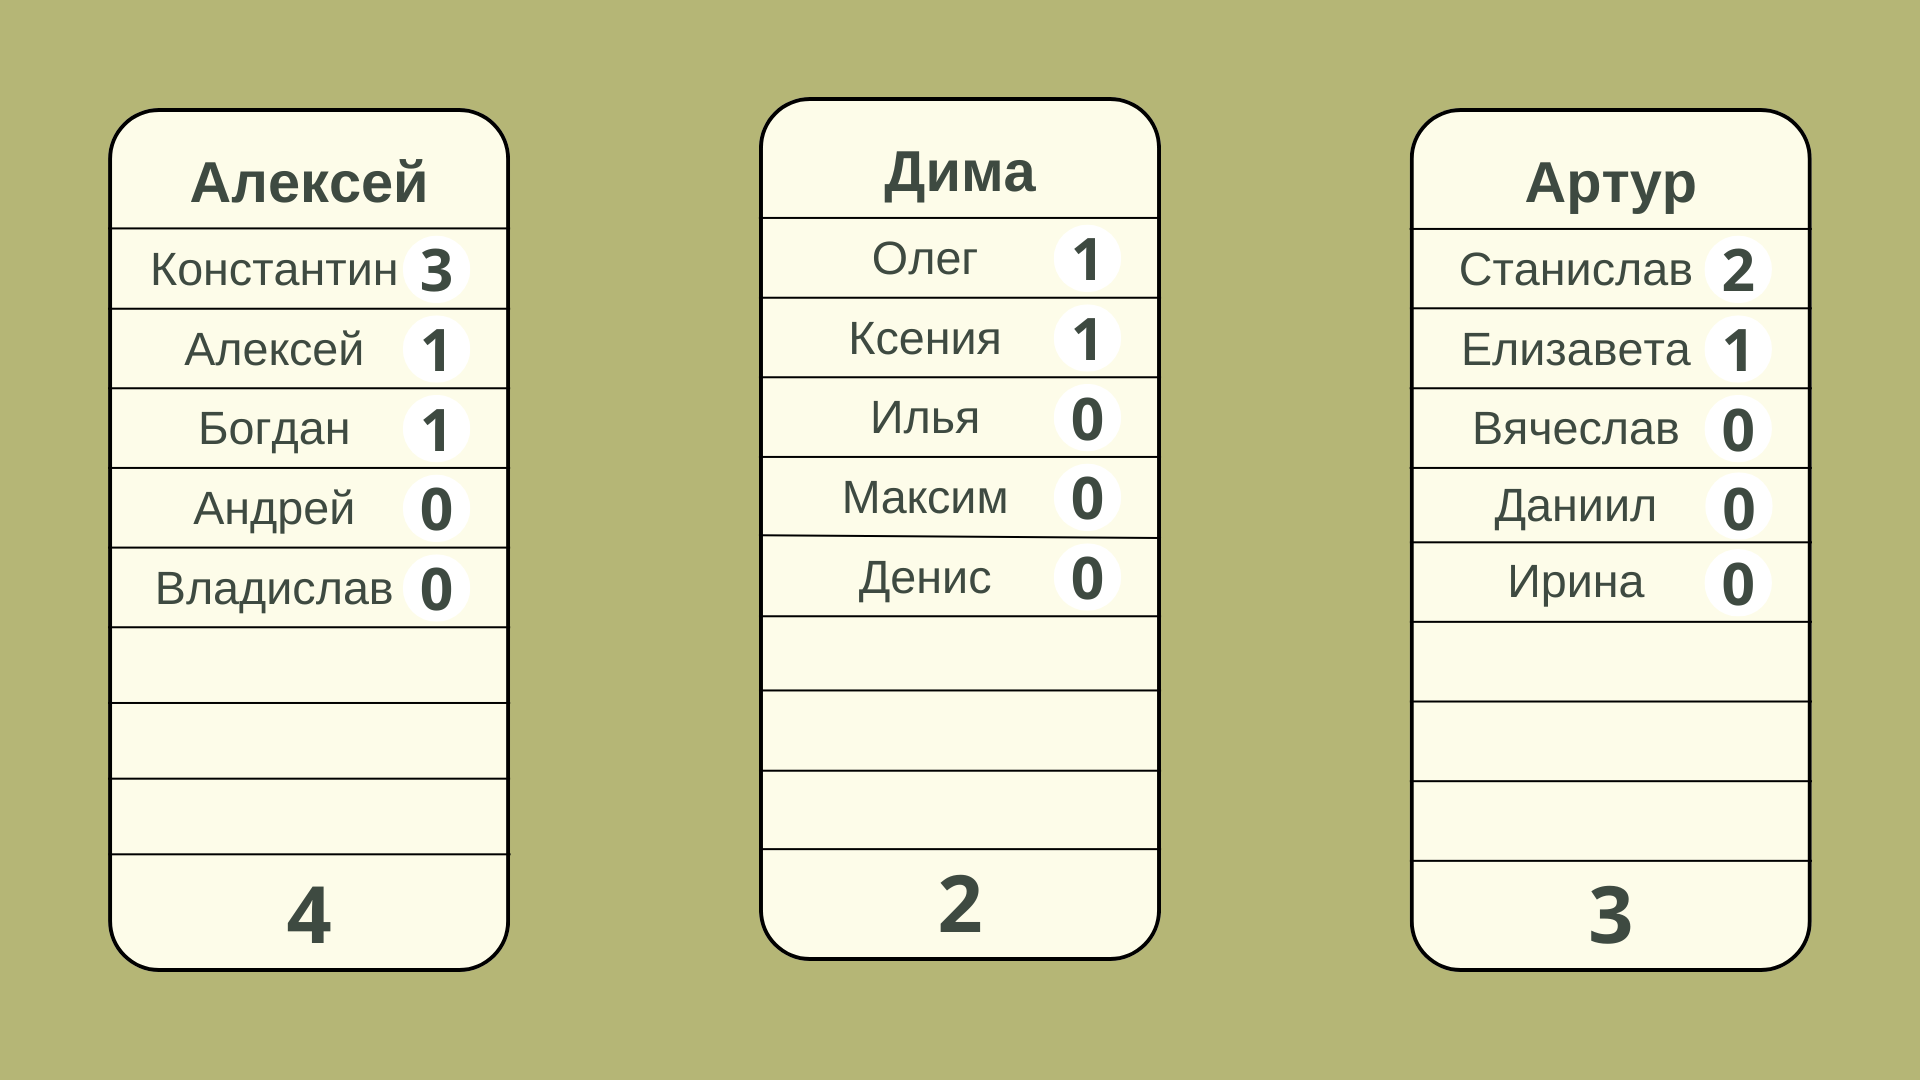 Алексей
Константин 3
Алексей 1
Богдан 1
Андрей 0
Владислав 0
4
Дима
Олег 1
Ксения 1
Илья 0
Максим 0
Денис 0
2
Артур
Станислав 2
Елизавета 1
Вячеслав 0
Даниил 0
Ирина 0
3